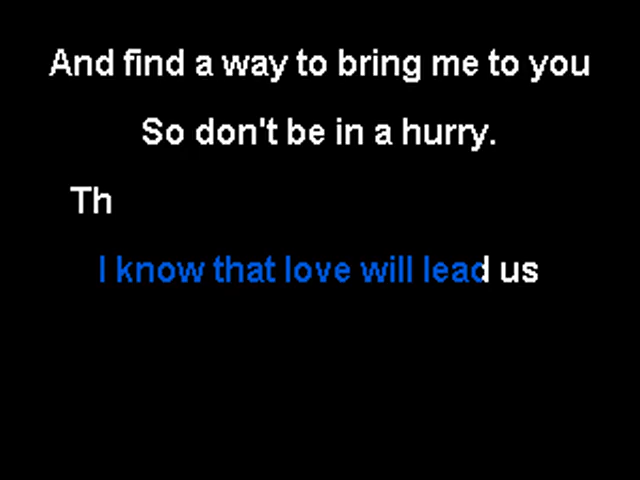 And find a way to bring me to you
So don't be in a hurry.
Th
I know that love will lead us